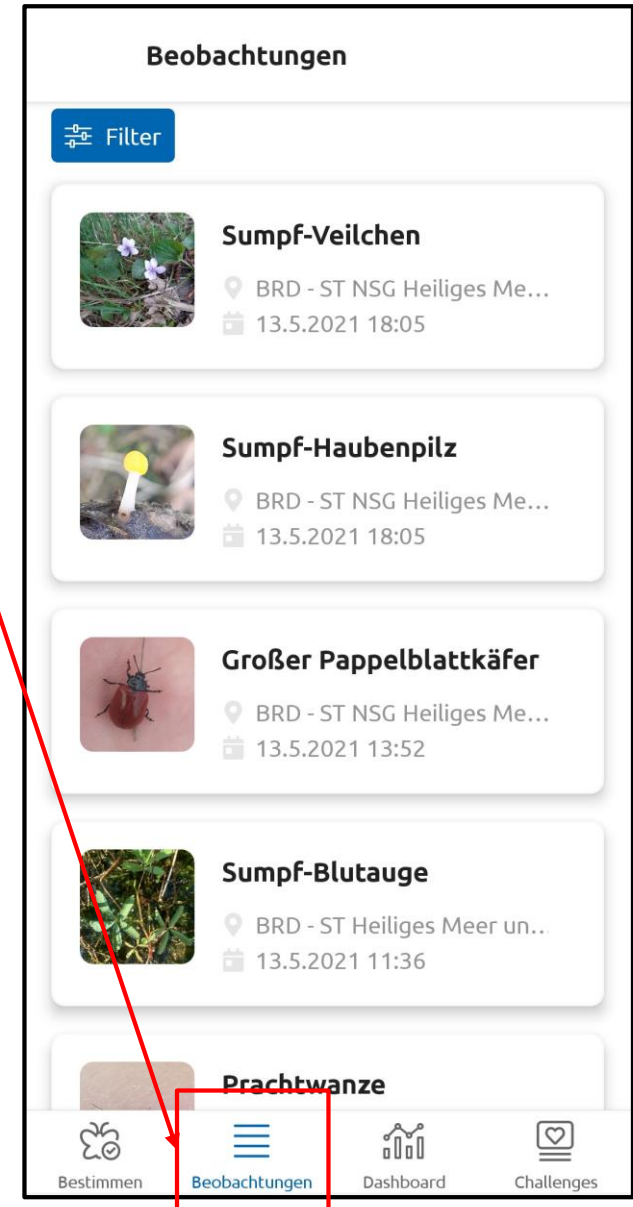 Beobachtungen
Filter
Sumpf-Veilchen
BRD - ST NSG Heiliges Me...
13.5.2021 18:05
Sumpf-Haubenpilz
BRD - ST NSG Heiliges Me...
13.5.2021 18:05
Großer Pappelblattkäfer
BRD - ST NSG Heiliges Me...
13.5.2021 13:52
Sumpf-Blutauge
BRD - ST Heiliges Meer un..
13.5.2021 11:36
Prachtwanze
Bestimmen Beobachtungen Dashboard Challenges